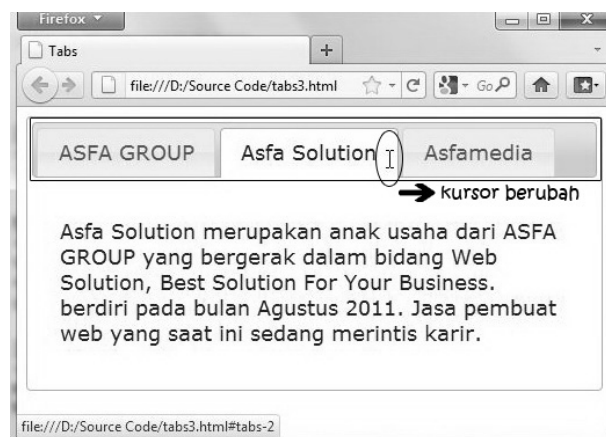 Firefox
Tabs
file:///D:/Source Code/tabs3.html
Go
ASFA GROUP
Asfa Solution
Asfamedia
kursor berubah
Asfa Solution merupakan anak usaha dari ASFA
GROUP yang bergerak dalam bidang Web
Solution, Best Solution For Your Business.
berdiri pada bulan Agustus 2011. Jasa pembuat
web yang saat ini sedang merintis karir.
file:///D:/Source Code/tabs3.html#tabs-2